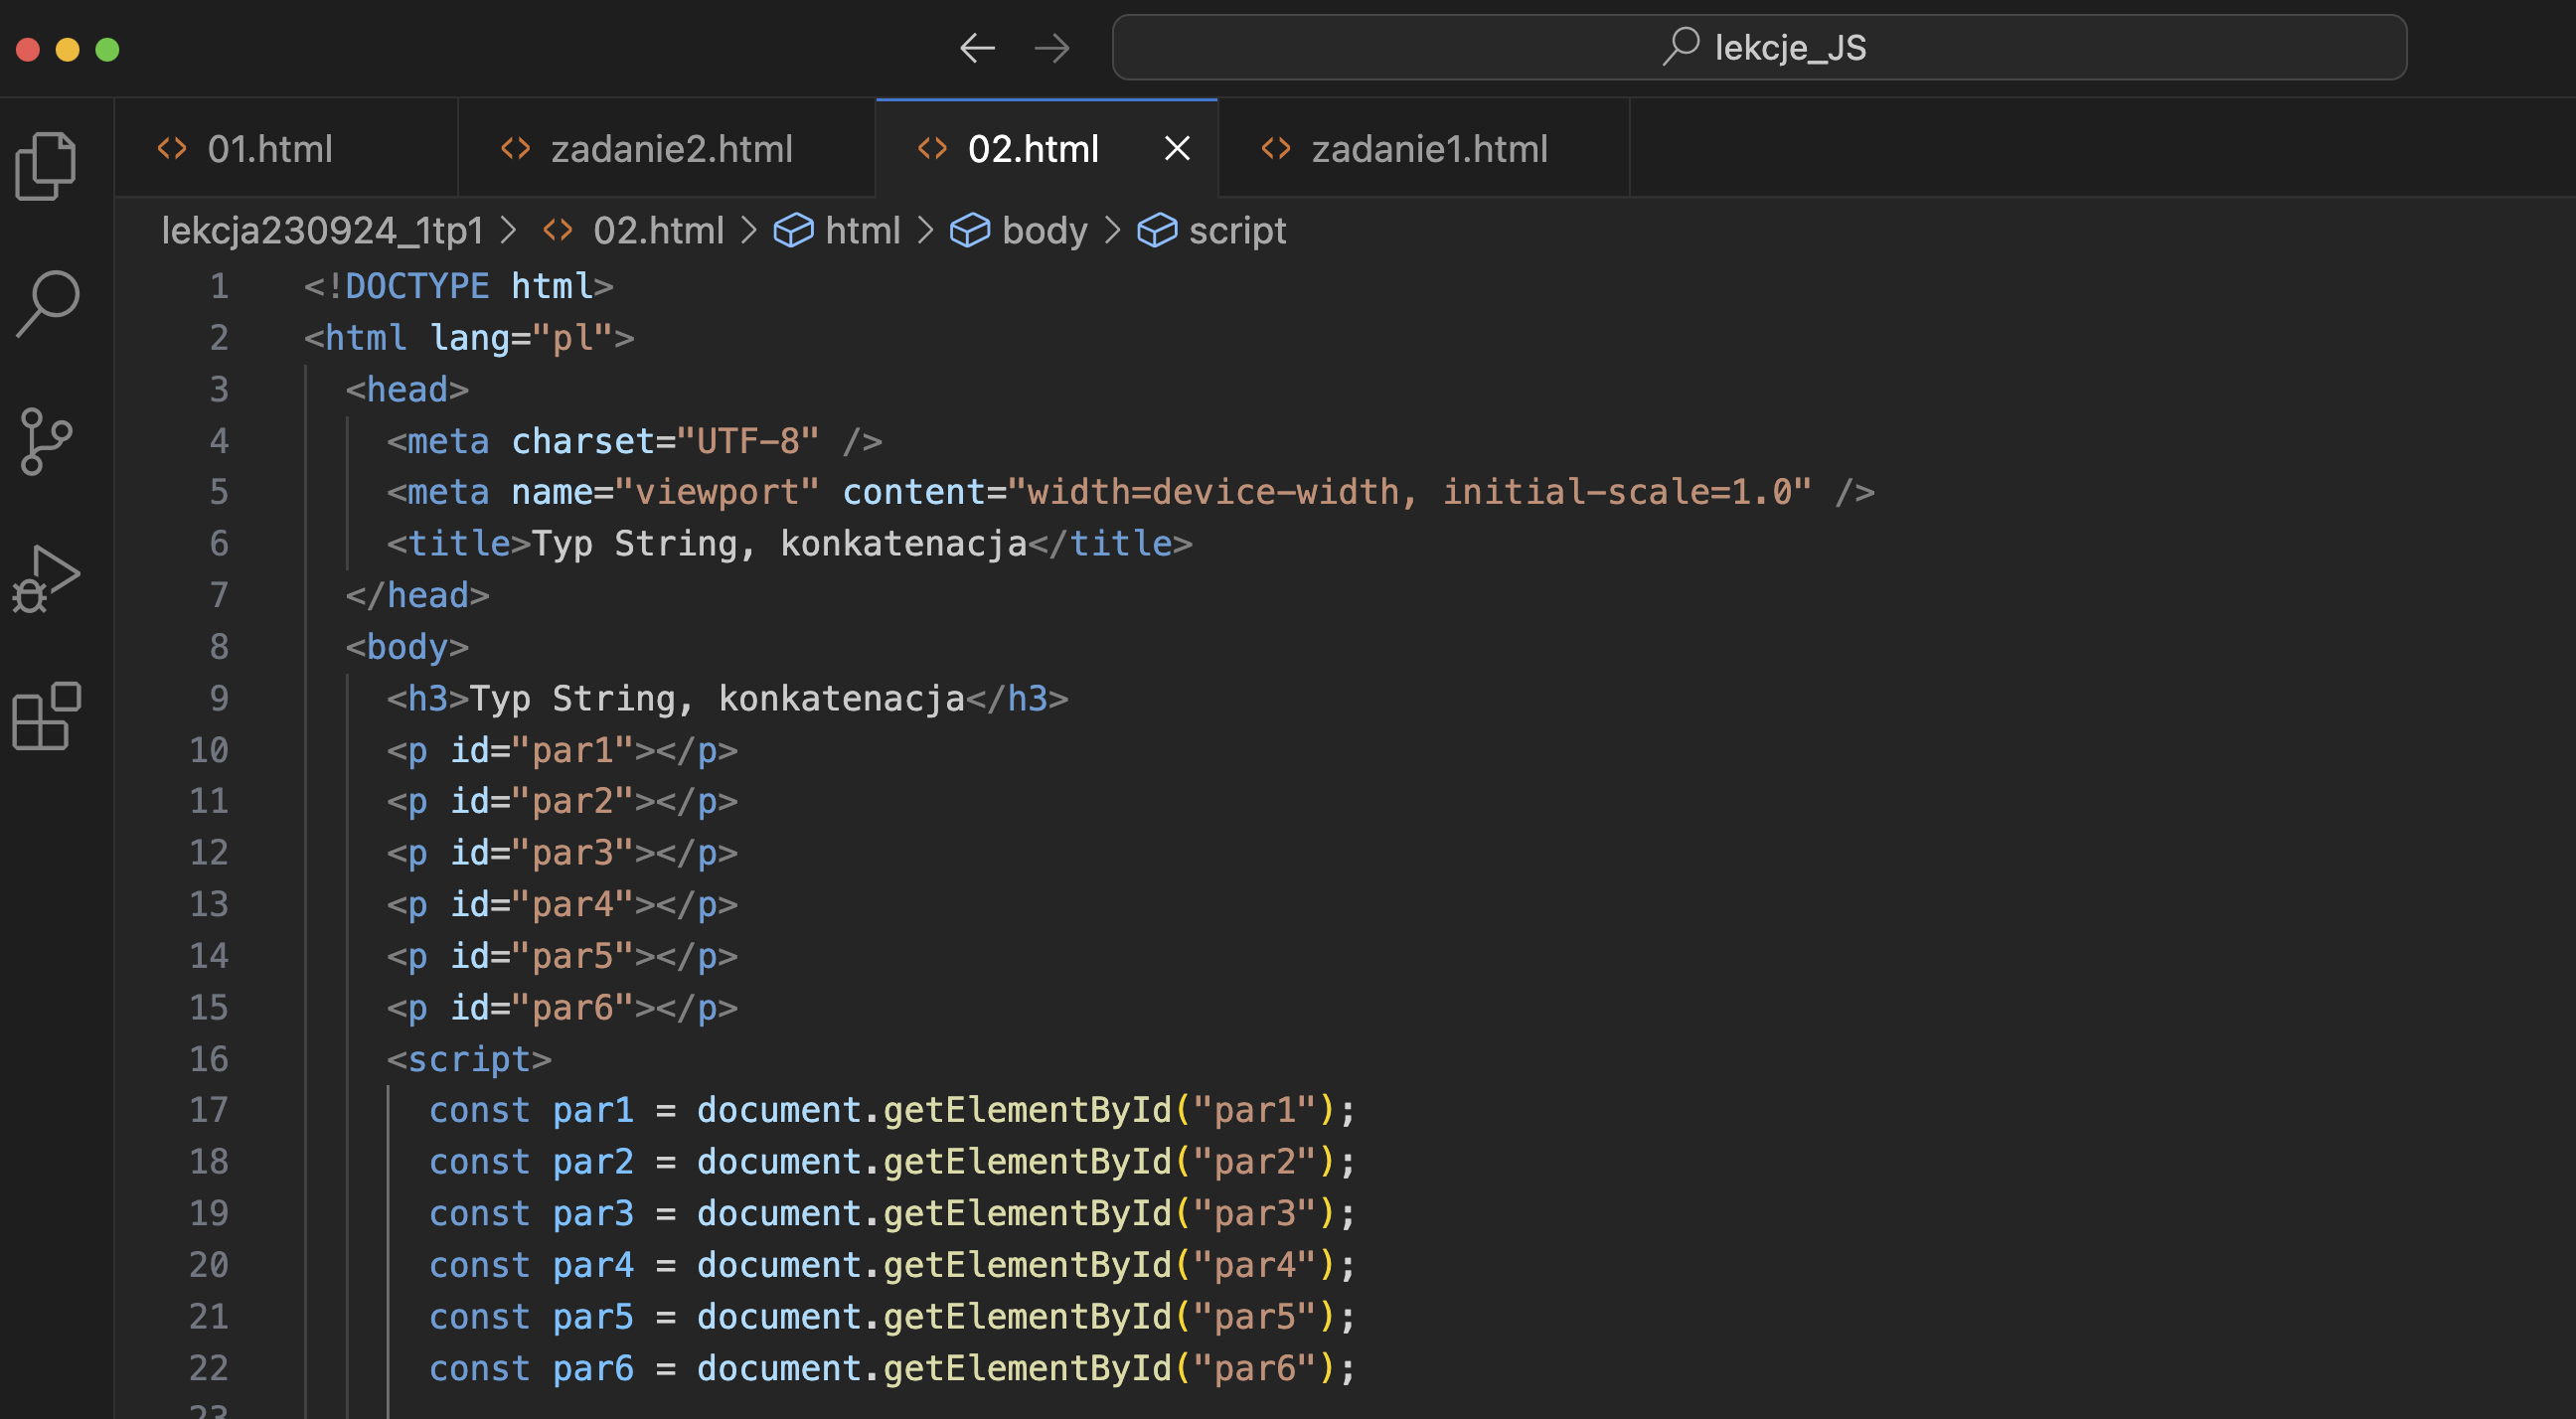 lekcje_JS
01.html
zadanie2.html
02.html
zadanie1.html
lekcja230924_1tp1 > 02.html > html > body > script
1 <!DOCTYPE html>
2 <html lang="pl">
3 <head>
4 <meta charset="UTF-8" />
5 <meta name="viewport" content="width=device-width, initial-scale=1.0" />
6 <title>Typ String, konkatenacja</title>
7 </head>
8 <body>
9 <h3>Typ String, konkatenacja</h3>
10 <p id="par1"></p>
11 <p id="par2"></p>
12 <p id="par3"></p>
13 <p id="par4"></p>
14 <p id="par5"></p>
15 <p id="par6"></p>
16 <script>
17 const par1 = document.getElementById("par1");
18 const par2 = document.getElementById("par2");
19 const par3 = document.getElementById("par3");
20 const par4 = document.getElementById("par4");
21 const par5 = document.getElementById("par5");
22 const par6 = document.getElementById("par6");
23